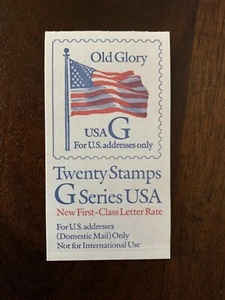 Old Glory
USA G
For U.S. addresses only
Twenty Stamps
G Series USA
New First-Class Letter Rate
For U.S. addresses
(Domestic Mail) Only
Not for International Use